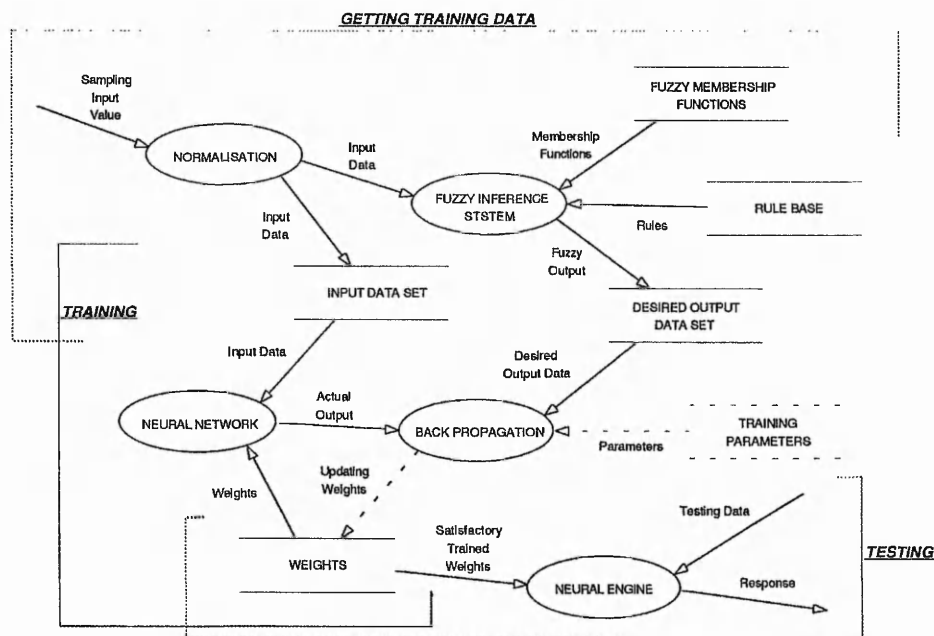 GETTING TRAINING DATA
Sampling
Input
Value
FUZZY MEMBERSHIP
FUNCTIONS
NORMALISATION
Input
Data
Membership
Functions
FUZZY INFERENCE
STSTEM
RULE BASE
Rules
Input
Data
Fuzzy
Output
INPUT DATA SET
DESIRED OUTPUT
DATA SET
TRAINING
Input Data
Desired
Output Data
Actual
Output
NEURAL NETWORK
BACK PROPAGATION
TRAINING
PARAMETERS
Parameters
Updating
Weights
Weights
Testing Data
Satisfactory
Trained
Weights
WEIGHTS
TESTING
NEURAL ENGINE
Response